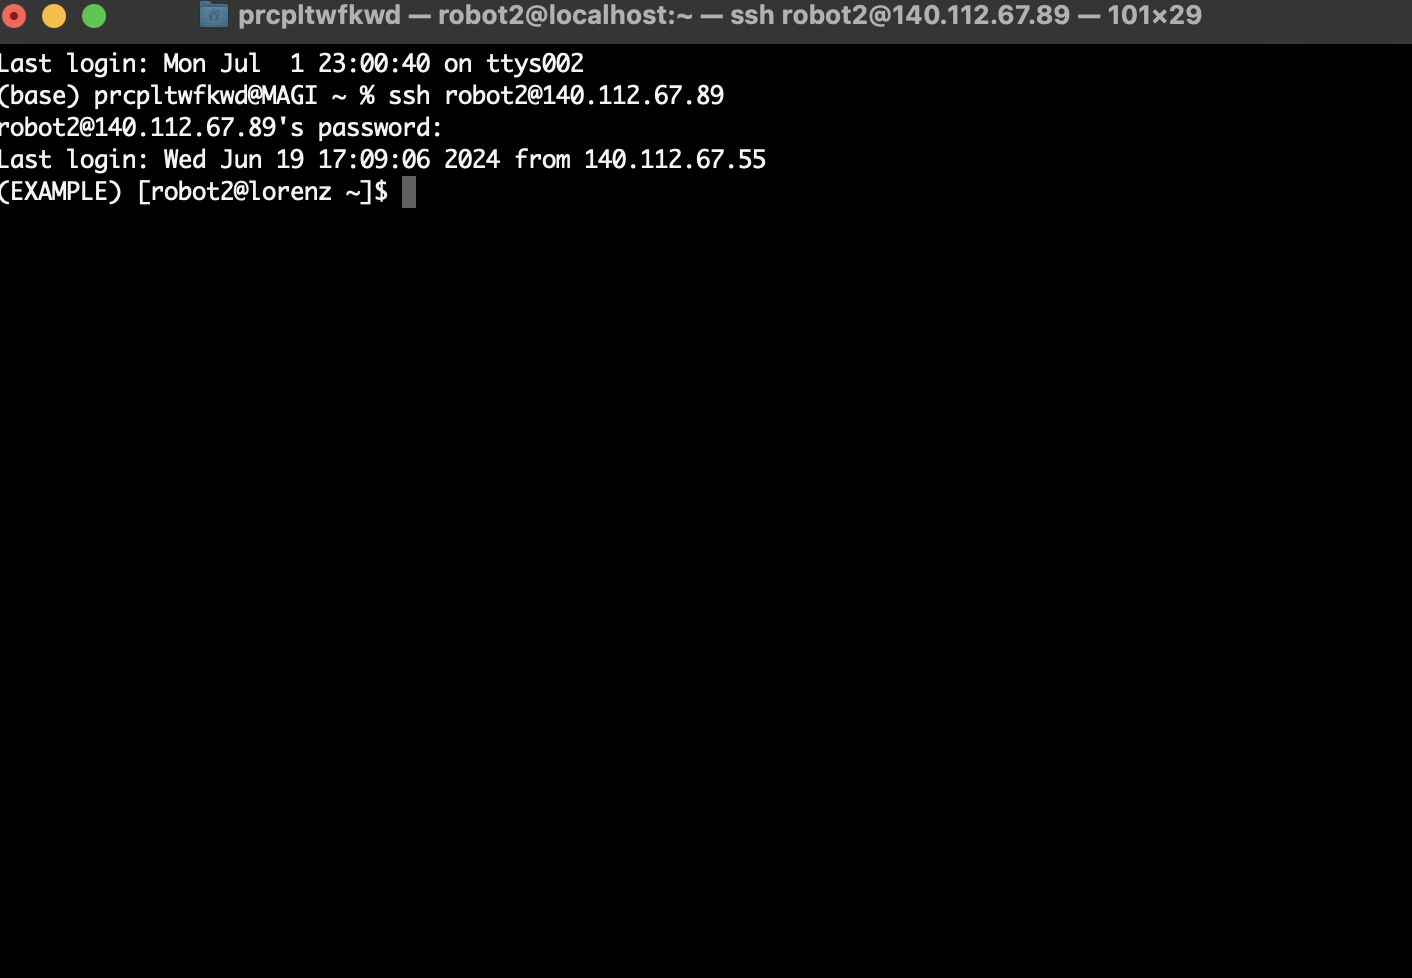 prcpltwfkwd — robot2@localhost:~ — ssh robot2@140.112.67.89 — 101×29
Last login: Mon Jul  1 23:00:40 on ttys002
(base) prcpltwfkwd@MAGI ~ % ssh robot2@140.112.67.89
robot2@140.112.67.89's password:
Last login: Wed Jun 19 17:09:06 2024 from 140.112.67.55
(EXAMPLE) [robot2@lorenz ~]$